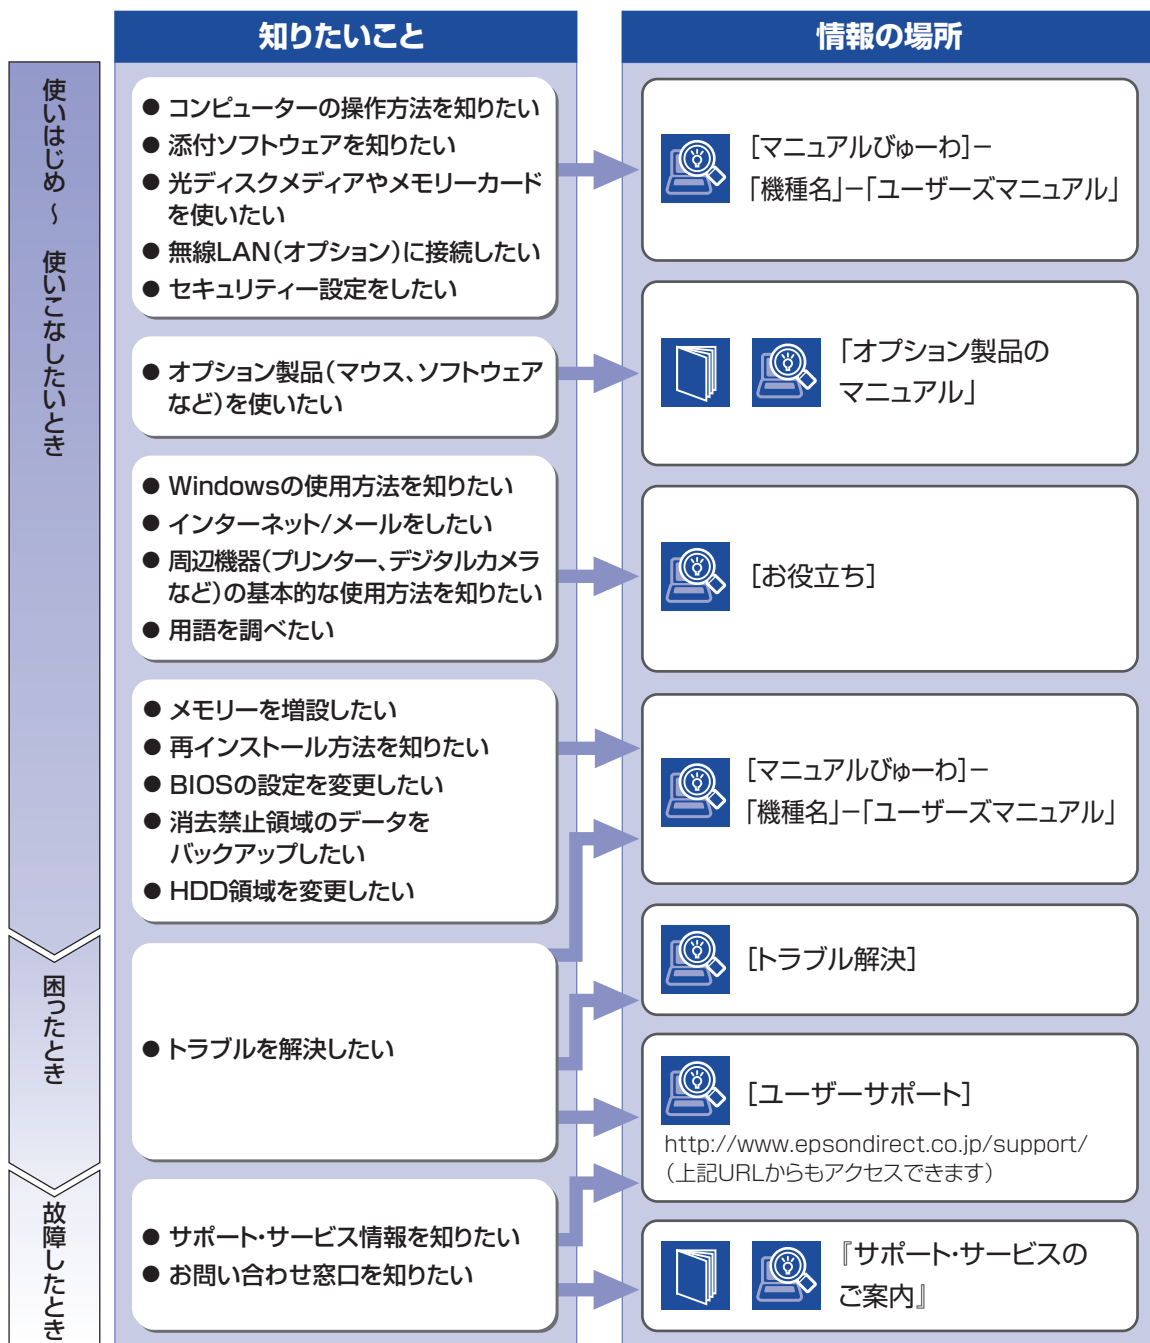 知りたいこと
情報の場所
使いはじめ ～ 使いこなしたいとき
● コンピューターの操作方法を知りたい
● 添付ソフトウェアを知りたい
● 光ディスクメディアやメモリーカード
を使いたい
● 無線LAN(オプション)に接続したい
● セキュリティー設定をしたい
[マニュアルびゅーわ]－
「機種名」－「ユーザーズマニュアル」
● オプション製品(マウス、ソフトウェア
など)を使いたい
「オプション製品の
マニュアル」
● Windowsの使用方法を知りたい
● インターネット/メールをしたい
● 周辺機器(プリンター、デジタルカメラ
など)の基本的な使用方法を知りたい
● 用語を調べたい
[お役立ち]
● メモリーを増設したい
● 再インストール方法を知りたい
● BIOSの設定を変更したい
● 消去禁止領域のデータを
バックアップしたい
● HDD領域を変更したい
[マニュアルびゅーわ]－
「機種名」－「ユーザーズマニュアル」
困ったとき
● トラブルを解決したい
[トラブル解決]
[ユーザーサポート]
http://www.epsondirect.co.jp/support/
(上記URLからもアクセスできます)
故障したとき
● サポート・サービス情報を知りたい
● お問い合わせ窓口を知りたい
『サポート・サービスの
ご案内』